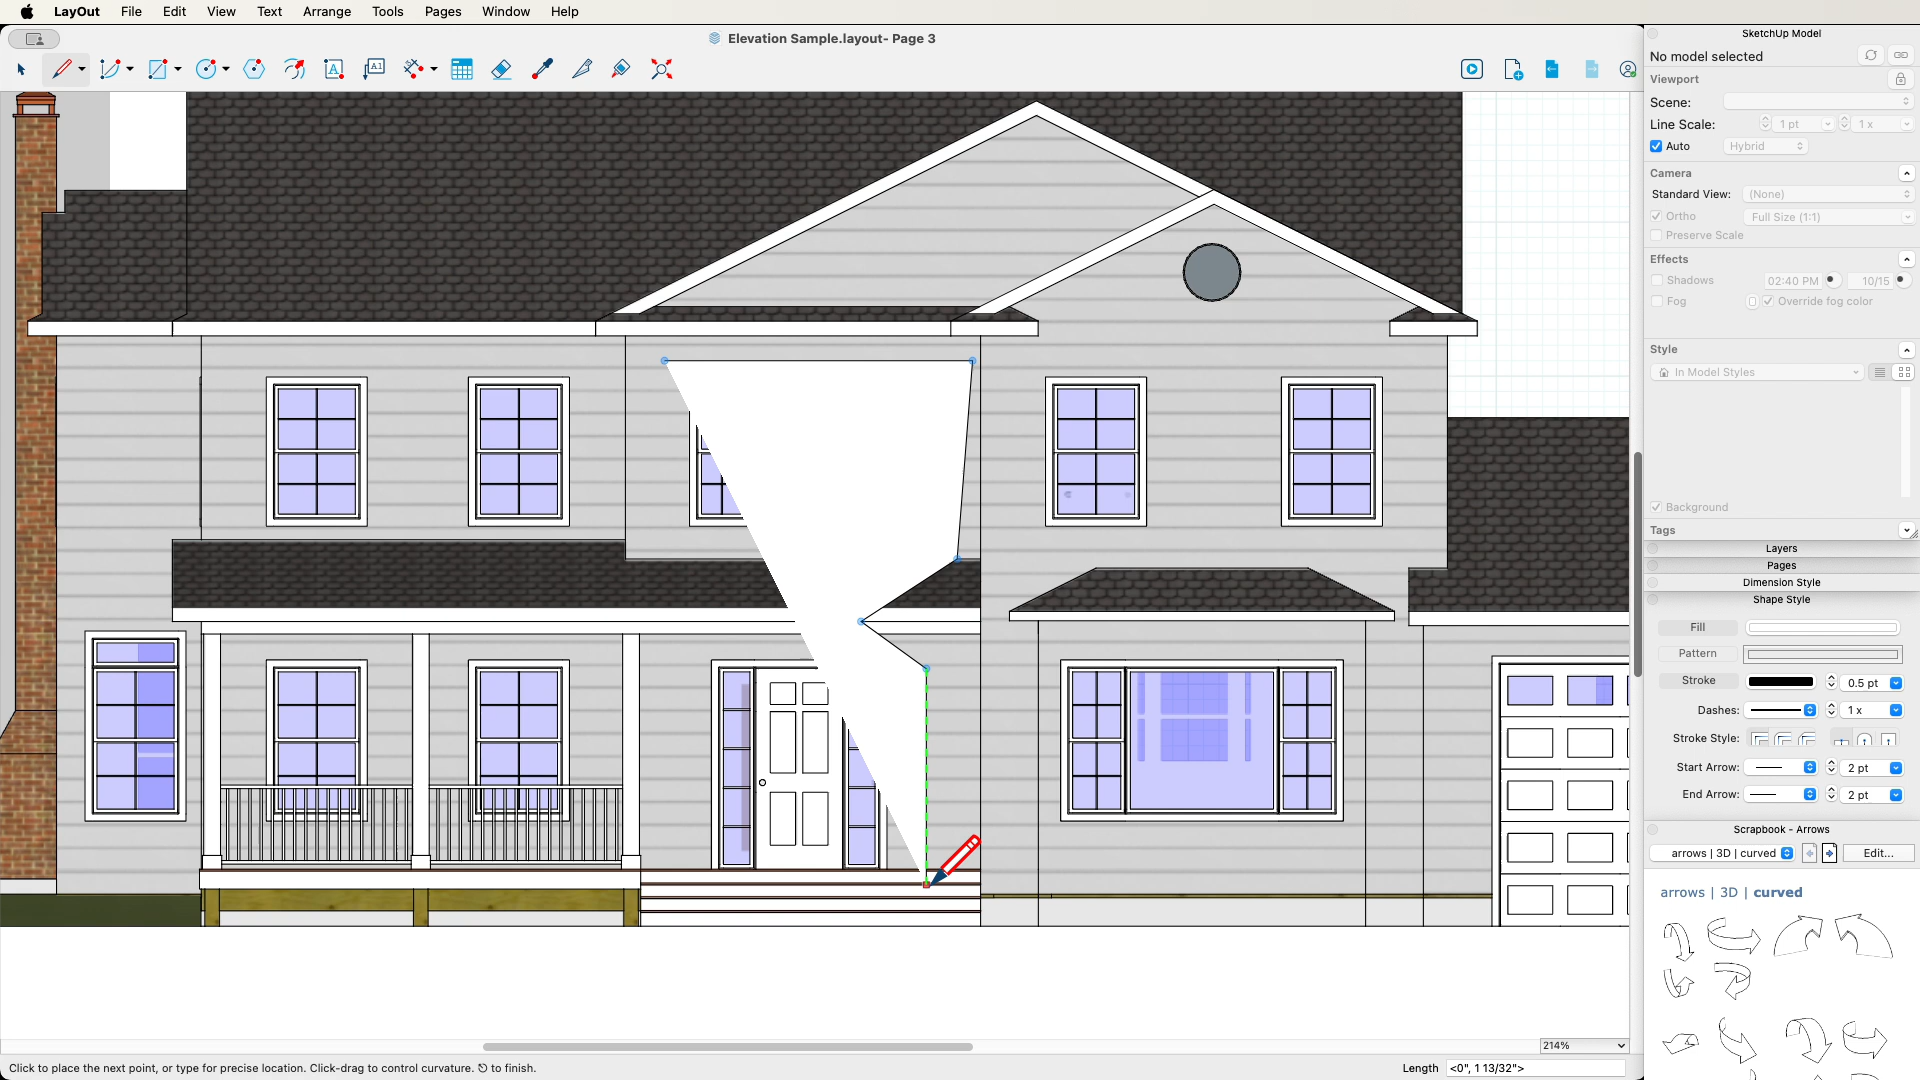 LayOut File Edit View Text Arrange Tools Pages Window Help
Elevation Sample.layout- Page 3
A1
SketchUp Model
No model selected
Viewport
Scene:
Line Scale: 1 pt 1 x
Auto Hybrid
Camera
Standard View: (None)
Ortho Full Size (1:1)
Preserve Scale
Effects
Shadows 02:40 PM 10/15
Fog Override fog color
Style
In Model Styles
Background
Tags
Layers
Pages
Dimension Style
Shape Style
Fill
Pattern
Stroke 0.5 pt
Dashes: 1 x
Stroke Style:
Start Arrow: 2 pt
End Arrow: 2 pt
Scrapbook - Arrows
arrows | 3D | curved Edit...
arrows | 3D | curved
214%
Click to place the next point, or type for precise location. Click-drag to control curvature. to finish.
Length <0", 1 13/32">